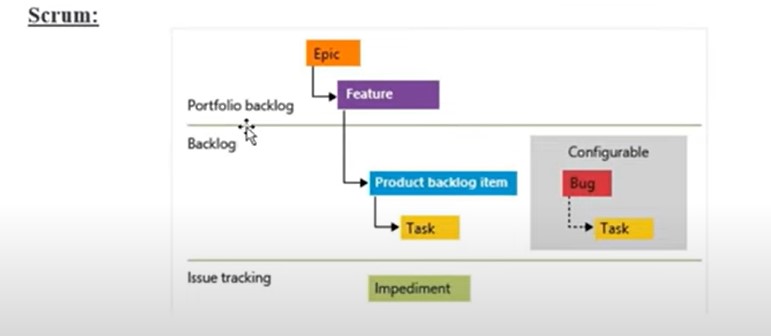 Scrum:
Epic
Feature
Portfolio backlog
Backlog
Configurable
Product backlog item
Bug
Task
Task
Issue tracking
Impediment